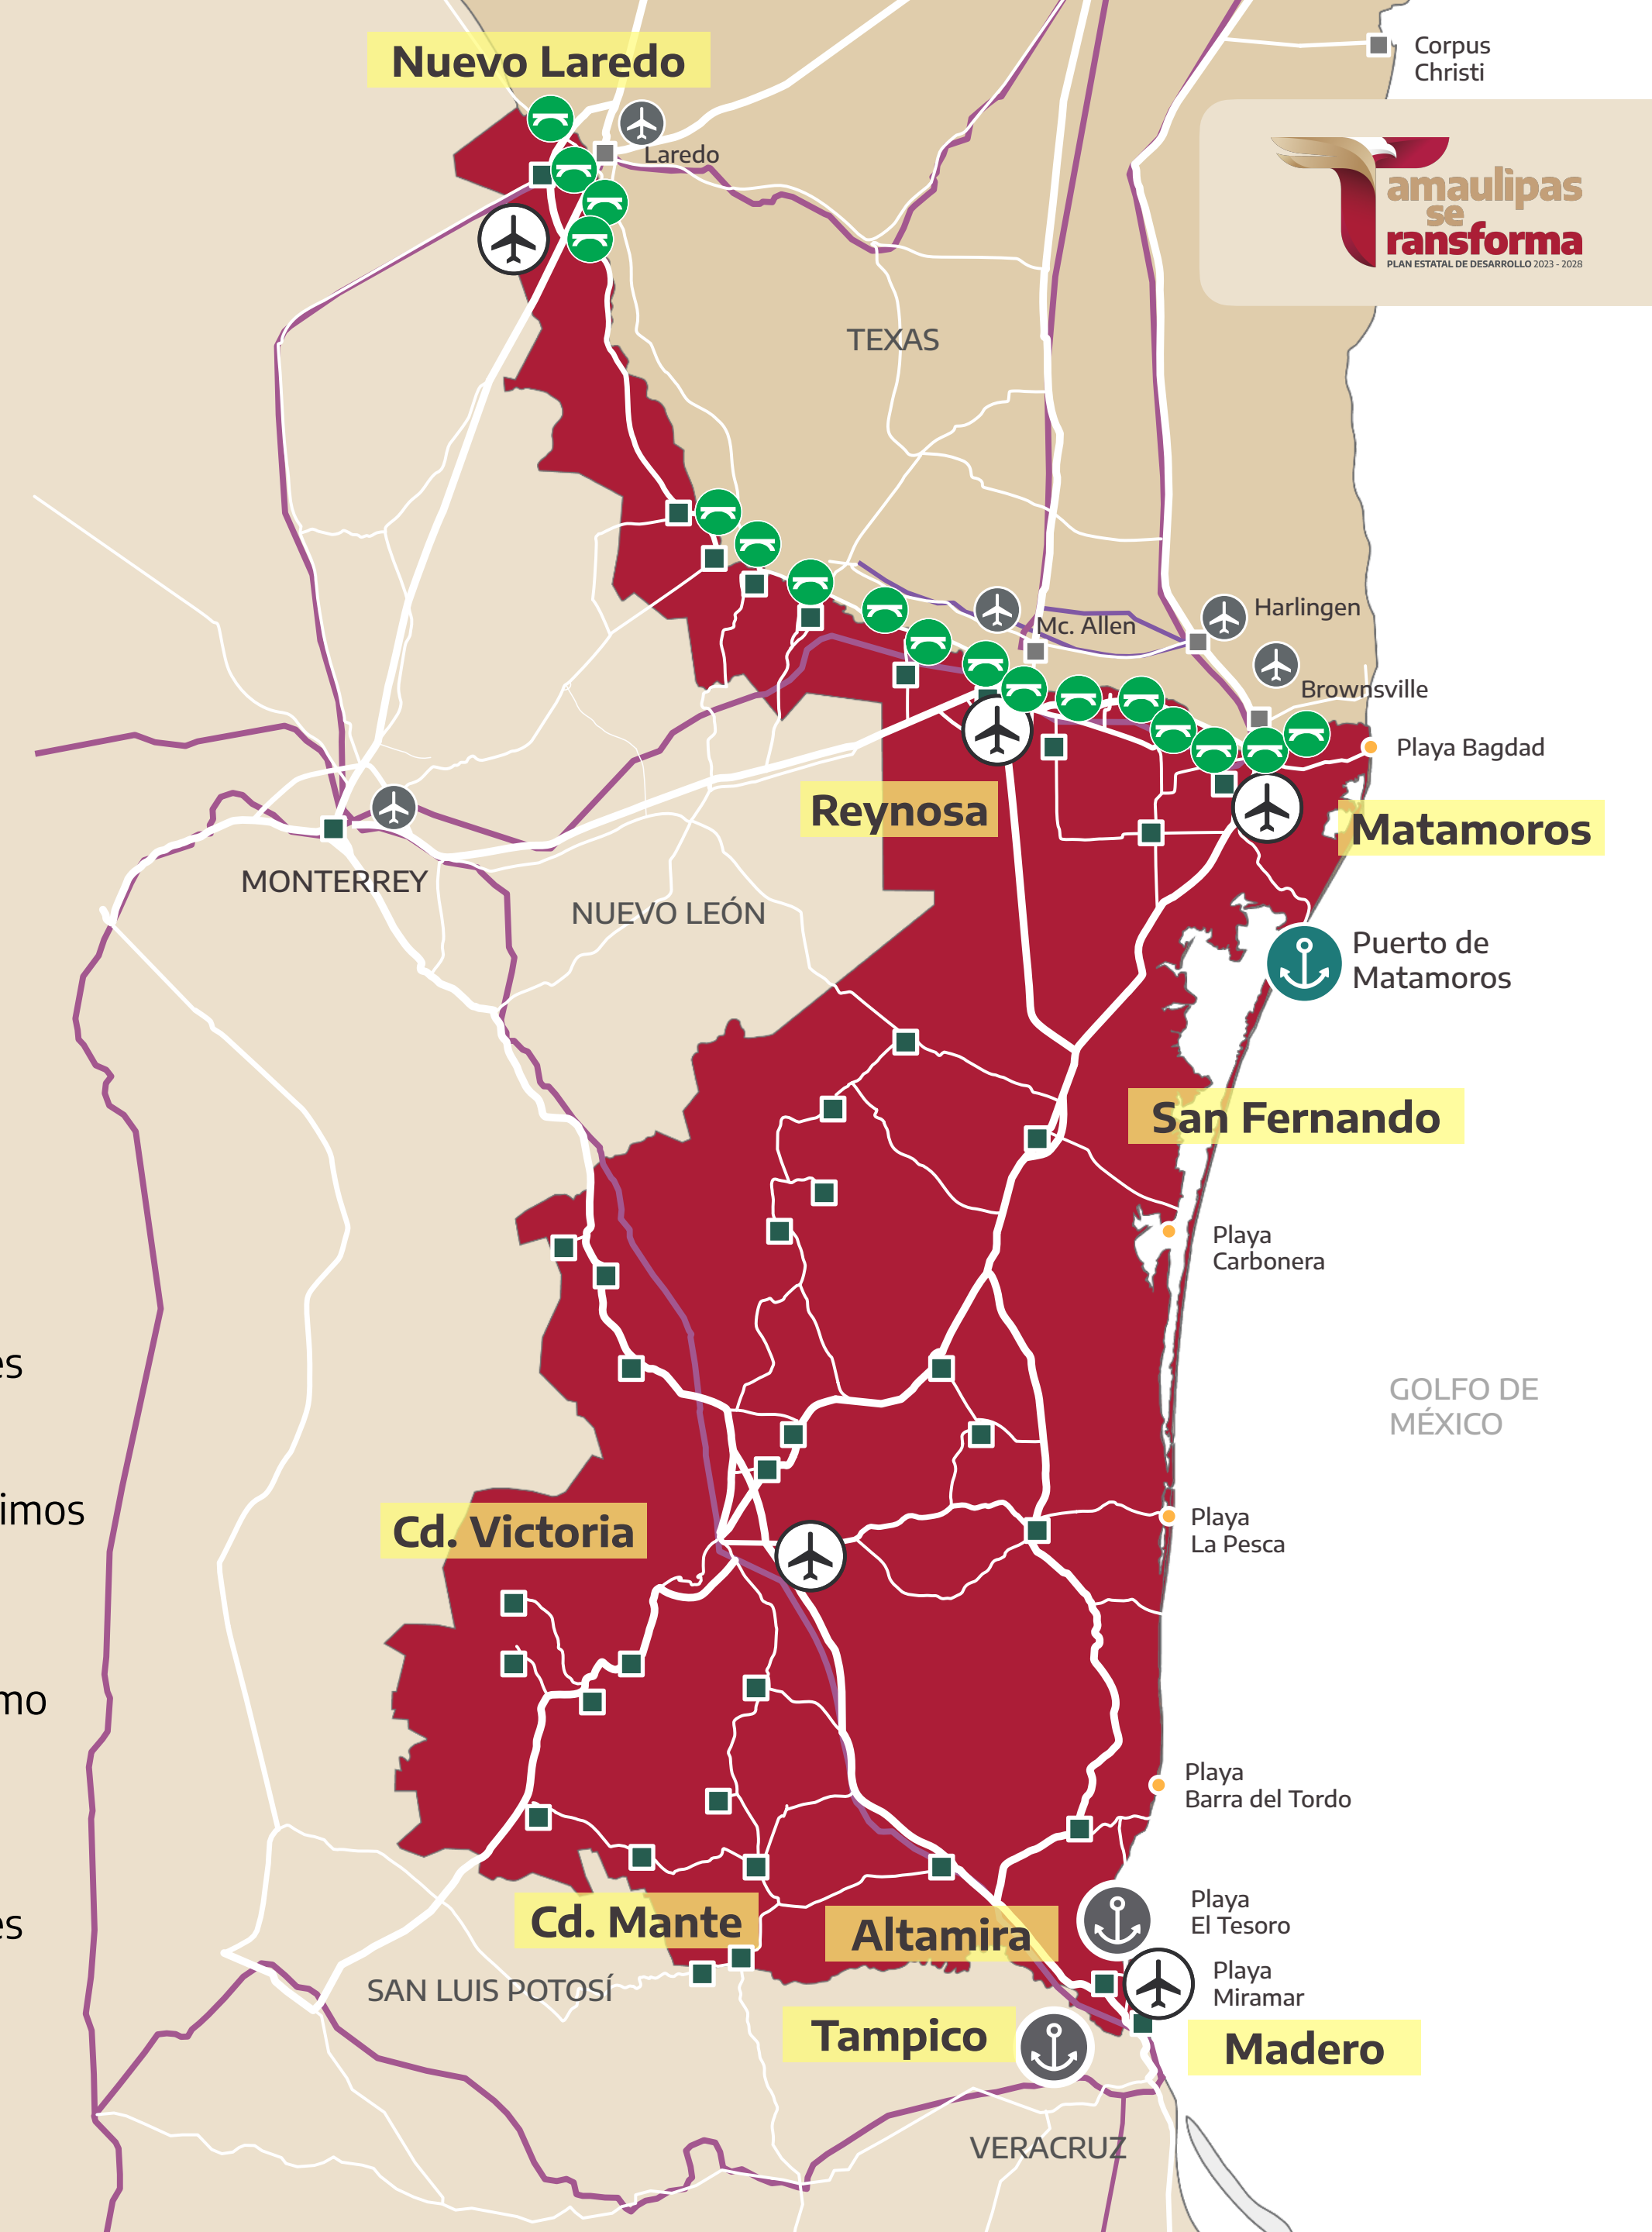 Nuevo Laredo
Corpus
Christi
Laredo
amaulipas
se
ransforma
PLAN ESTATAL DE DESARROLLO 2023 - 2028
TEXAS
Harlingen
Mc. Allen
Brownsville
Playa Bagdad
Reynosa
Matamoros
MONTERREY
NUEVO LEÓN
Puerto de
Matamoros
San Fernando
Playa
Carbonera
es
GOLFO DE
MÉXICO
imos
Cd. Victoria
Playa
La Pesca
mo
Playa
Barra del Tordo
es
Cd. Mante
Altamira
Playa
El Tesoro
SAN LUIS POTOSÍ
Playa
Miramar
Tampico
Madero
VERACRUZ